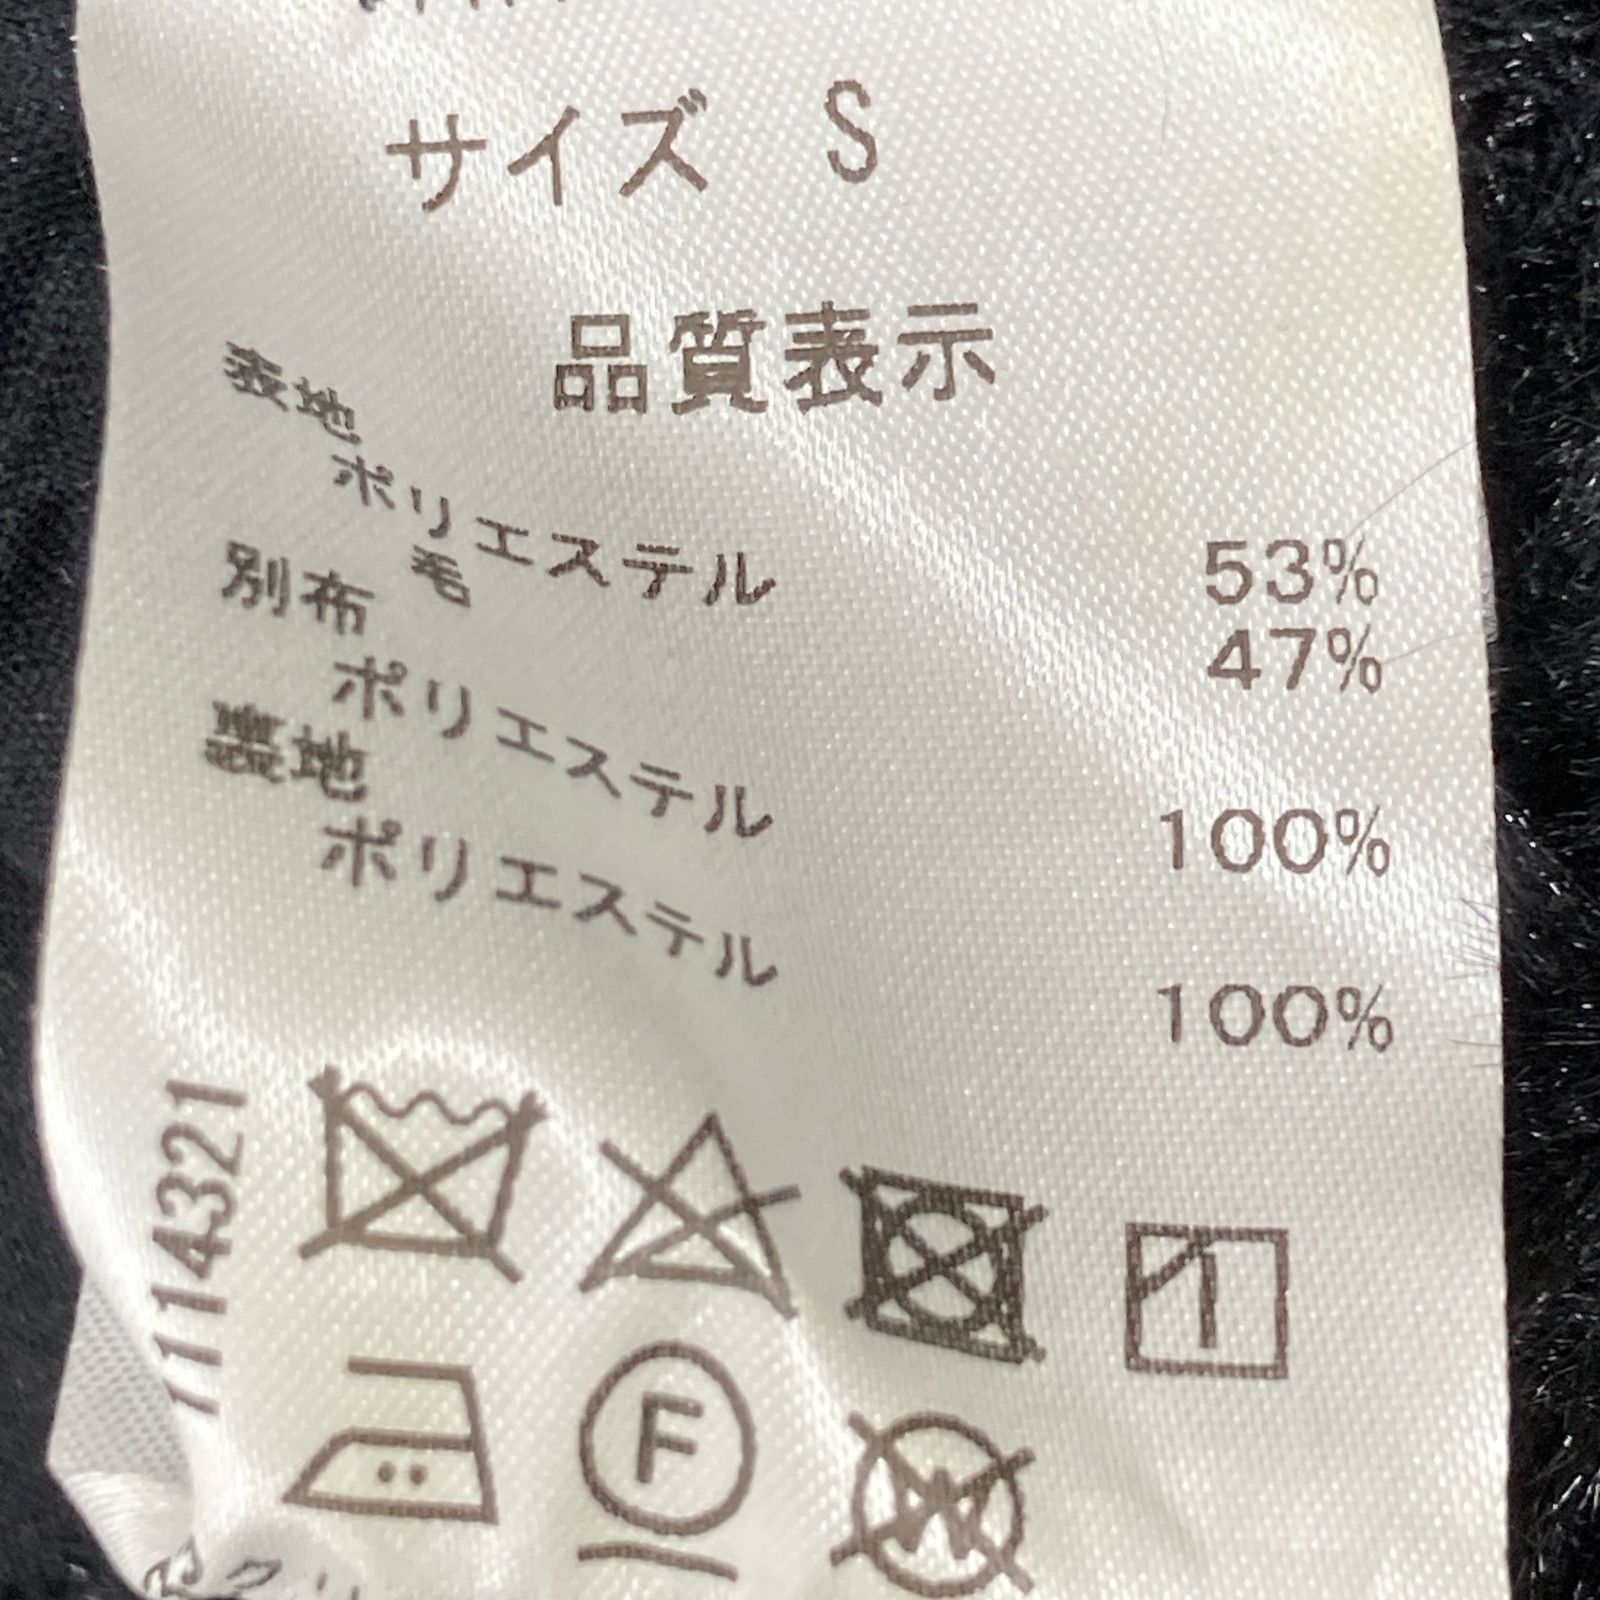 サイズ S
品質表示
表地
ポリエステル 53%
毛 47%
別布
ポリエステル 100%
裏地
ポリエステル 100%
1114321
F
W